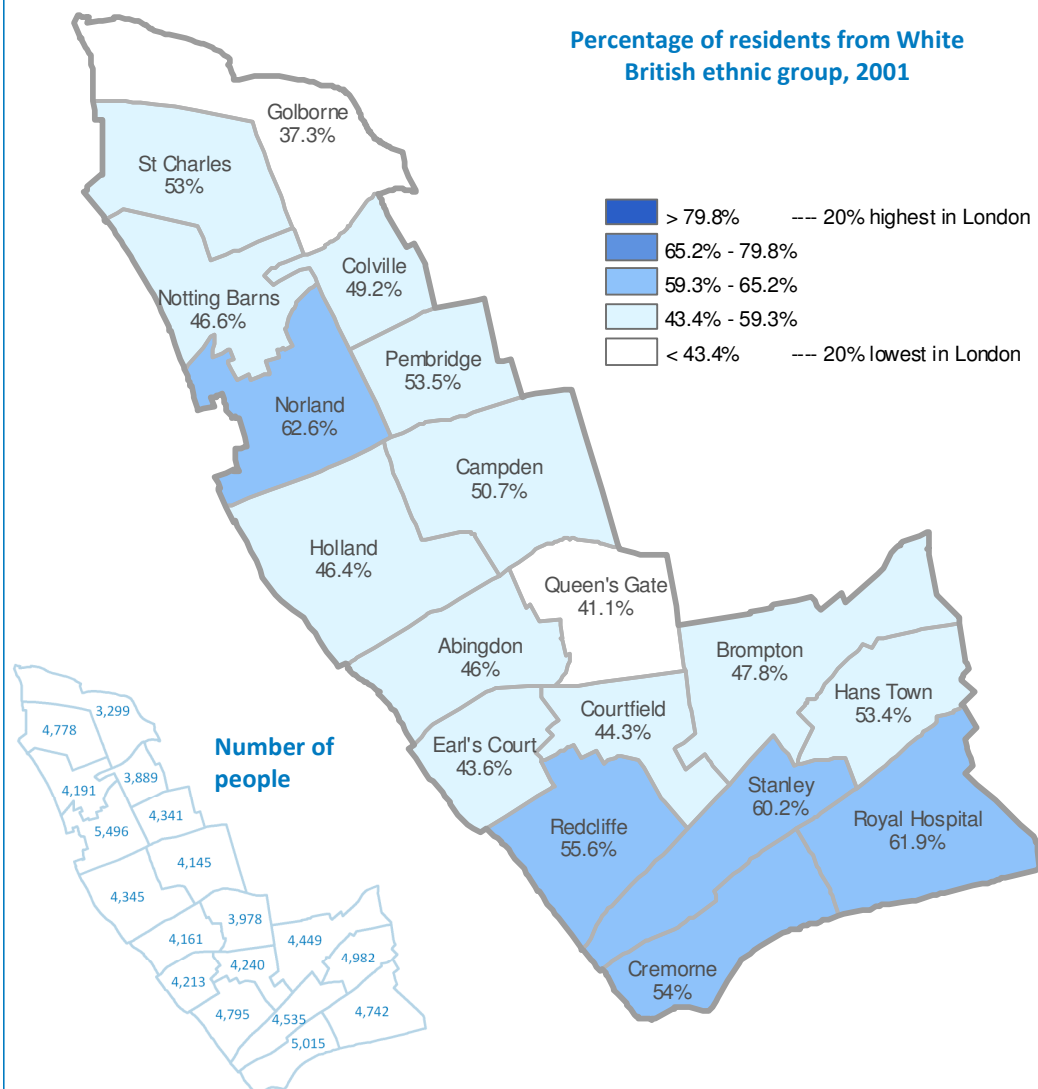 Percentage of residents from White
British ethnic group, 2001
Golborne
37.3%
St Charles
53%
> 79.8% ---- 20% highest in London
65.2% - 79.8%
59.3% - 65.2%
43.4% - 59.3%
< 43.4% ---- 20% lowest in London
Colville
49.2%
Notting Barns
46.6%
Pembridge
53.5%
Norland
62.6%
Campden
50.7%
Holland
46.4%
Queen's Gate
41.1%
Abingdon
46%
Brompton
47.8%
Hans Town
53.4%
Courtfield
44.3%
Earl's Court
43.6%
Stanley
60.2%
Redcliffe
55.6%
Royal Hospital
61.9%
Cremorne
54%
Number of
people
3,299
4,778
3,889
4,191
4,341
5,496
4,145
4,345
3,978
4,161
4,449
4,982
4,240
4,213
4,742
4,795
4,535
5,015